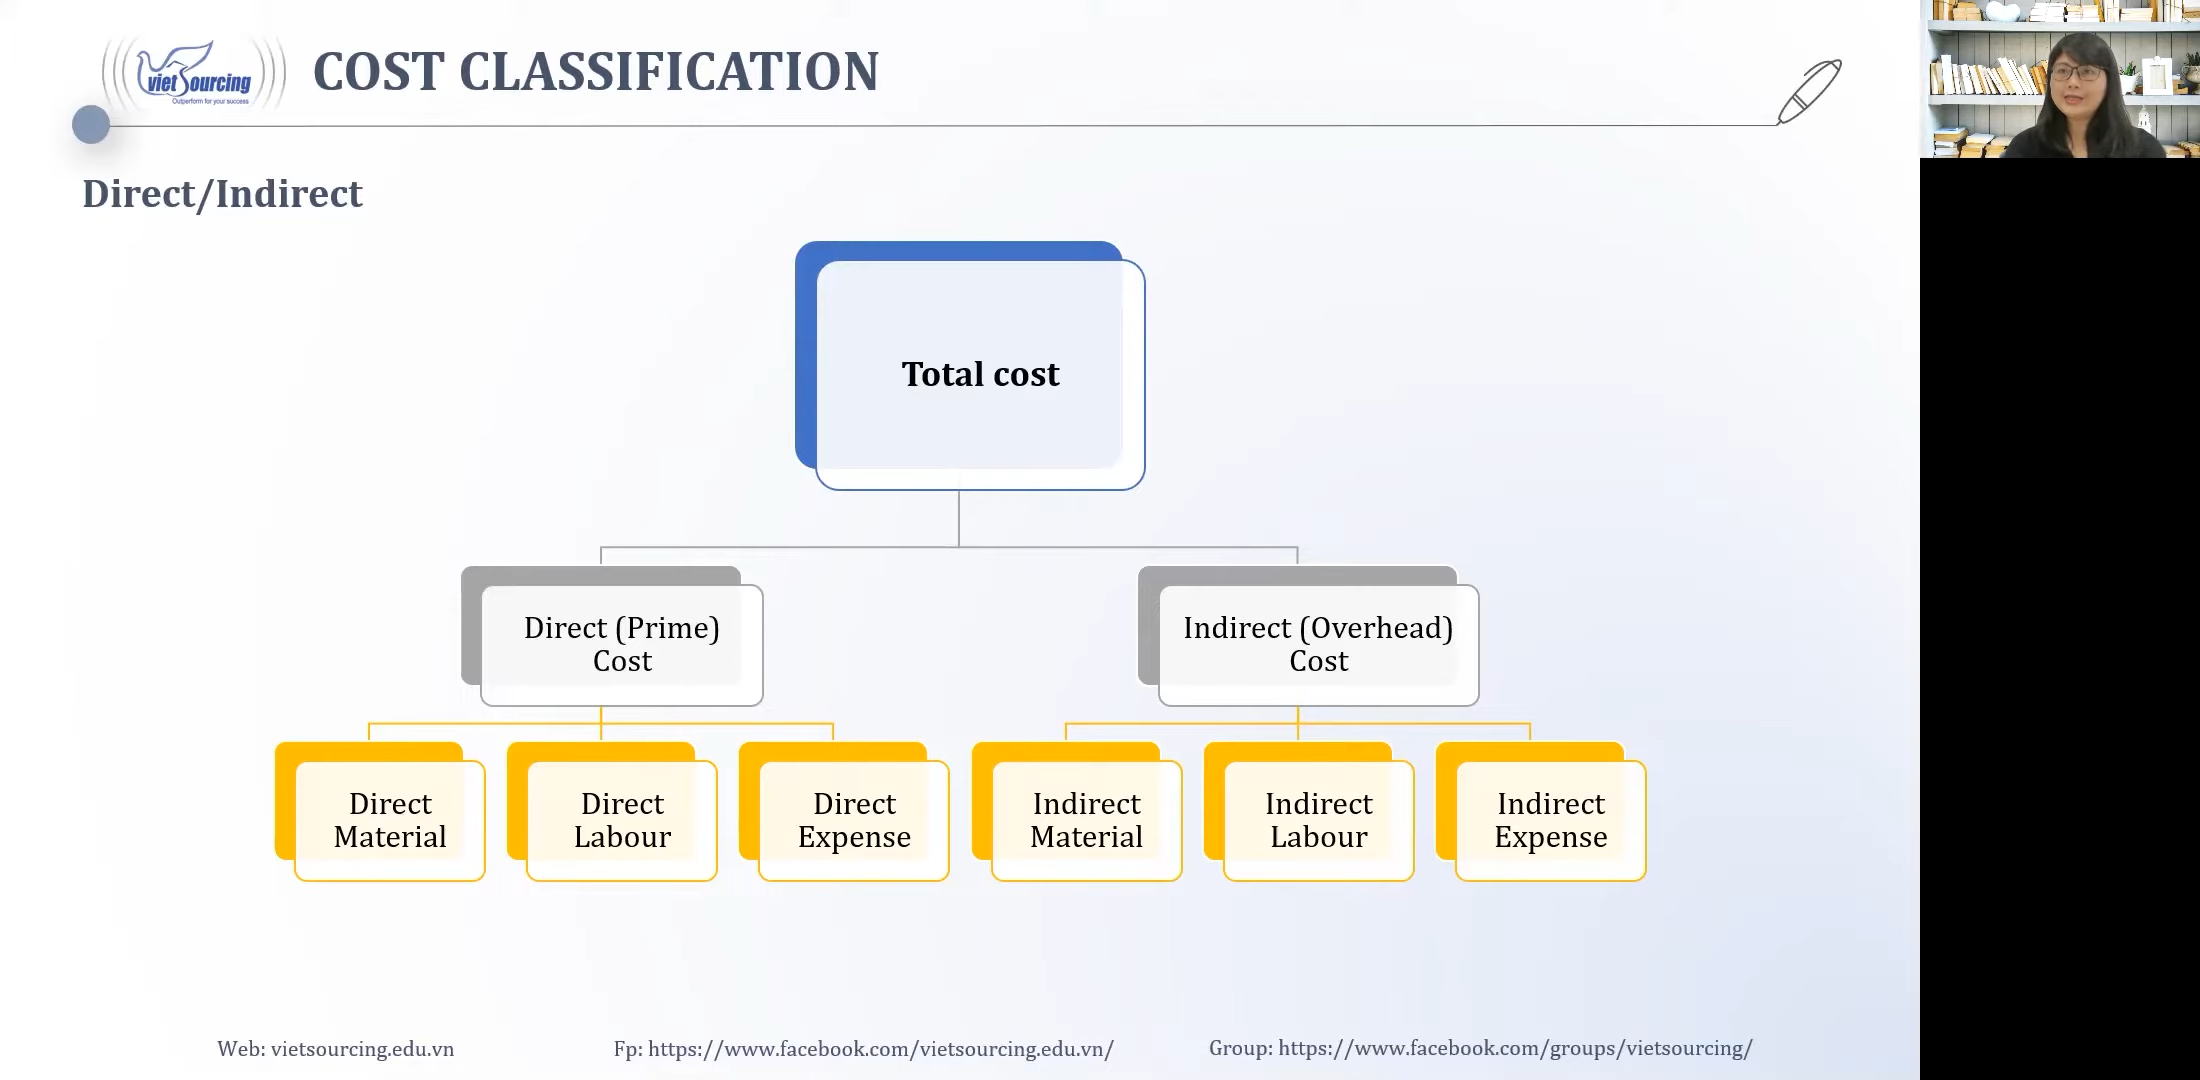 viet Sourcing
Outperform for your success
COST CLASSIFICATION
Direct/Indirect
Total cost
Direct (Prime)
Cost
Indirect (Overhead)
Cost
Direct
Material
Direct
Labour
Direct
Expense
Indirect
Material
Indirect
Labour
Indirect
Expense
Web: vietsourcing.edu.vn
Fp: https://www.facebook.com/vietsourcing.edu.vn/
Group: https://www.facebook.com/groups/vietsourcing/